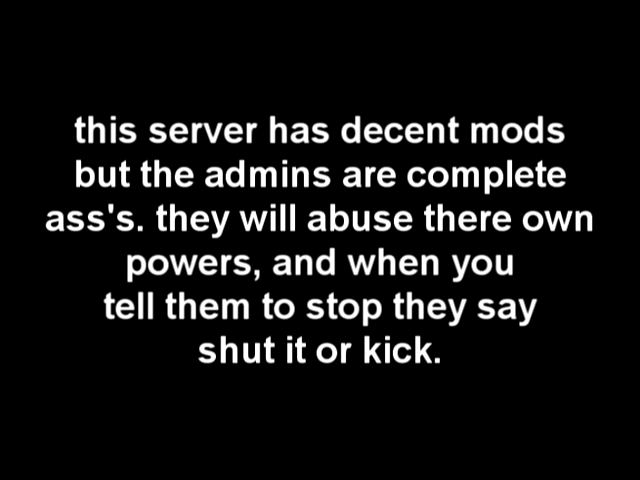 this server has decent mods
but the admins are complete
ass's. they will abuse there own
powers, and when you
tell them to stop they say
shut it or kick.